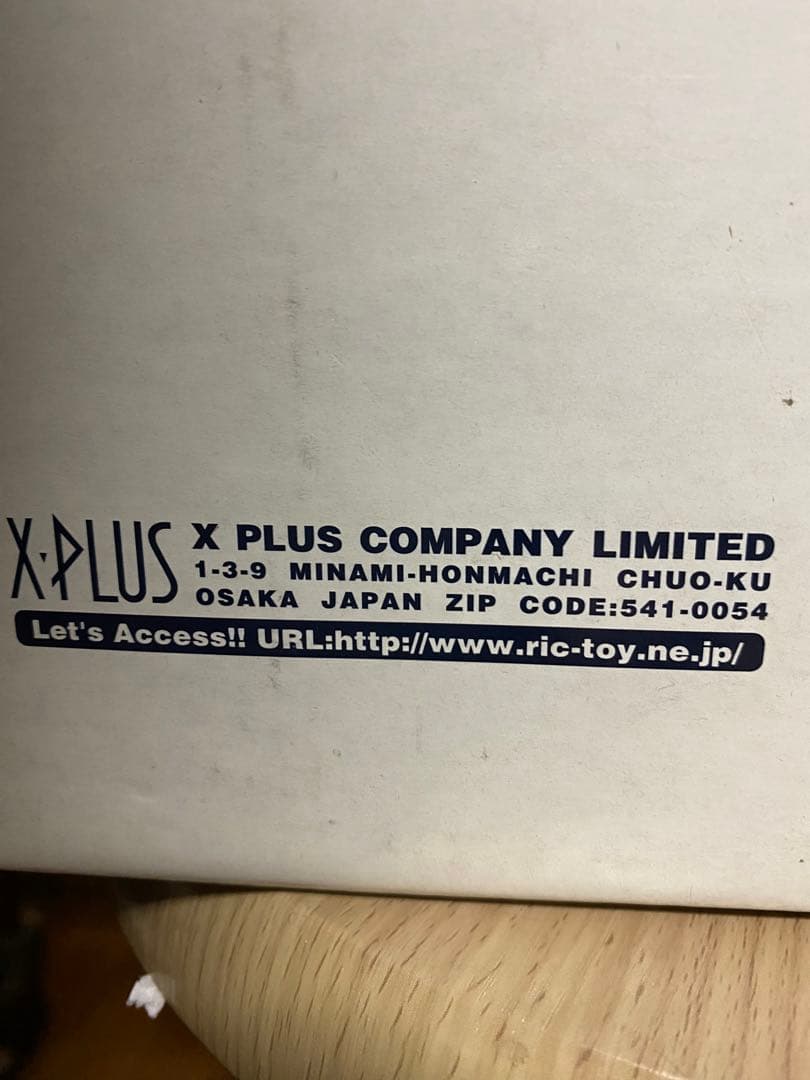 X·PLUS
X PLUS COMPANY LIMITED
1-3-9 MINAMI-HONMACHI CHUO-KU
OSAKA JAPAN ZIP CODE:541-0054
Let's Access!! URL:http://www.ric-toy.ne.jp/